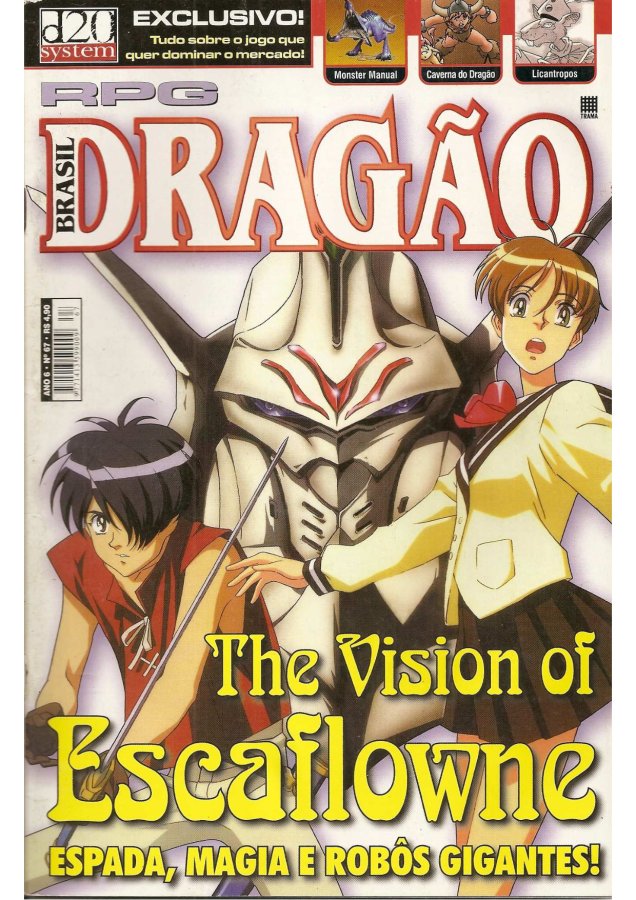 d20
system
EXCLUSIVO!
Tudo sobre o jogo que
quer dominar o mercado!
Monster Manual
Caverna do Dragão
Licantropos
RPG
TRAMA
BRASIL
DRAGÃO
ANO 6 • Nº 67 • R$ 4,90
The Vision of
Escaflowne
ESPADA, MAGIA E ROBÔS GIGANTES!